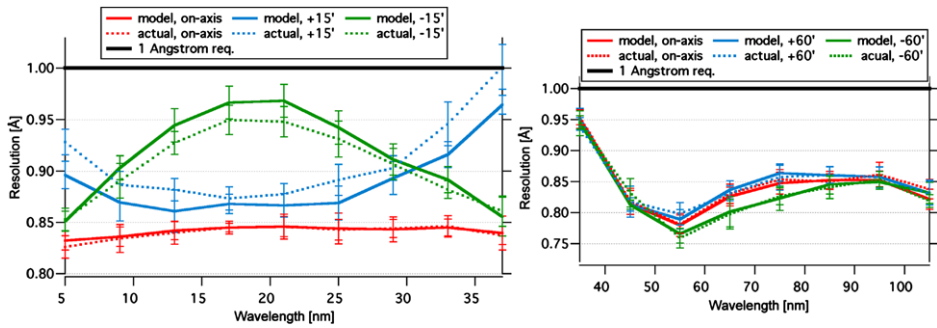 model, on-axis model, +15' model, -15'
actual, on-axis actual, +15' actual, -15'
1 Angstrom req.
Resolution [Å]
1.00
0.95
0.90
0.85
0.80
5 10 15 20 25 30 35
Wavelength [nm]
model, on-axis model, +60' model, -60'
actual, on-axis actual, +60' acual, -60'
1 Angstrom req.
Resolution [Å]
1.00
0.95
0.90
0.85
0.80
0.75
40 50 60 70 80 90 100
Wavelength [nm]